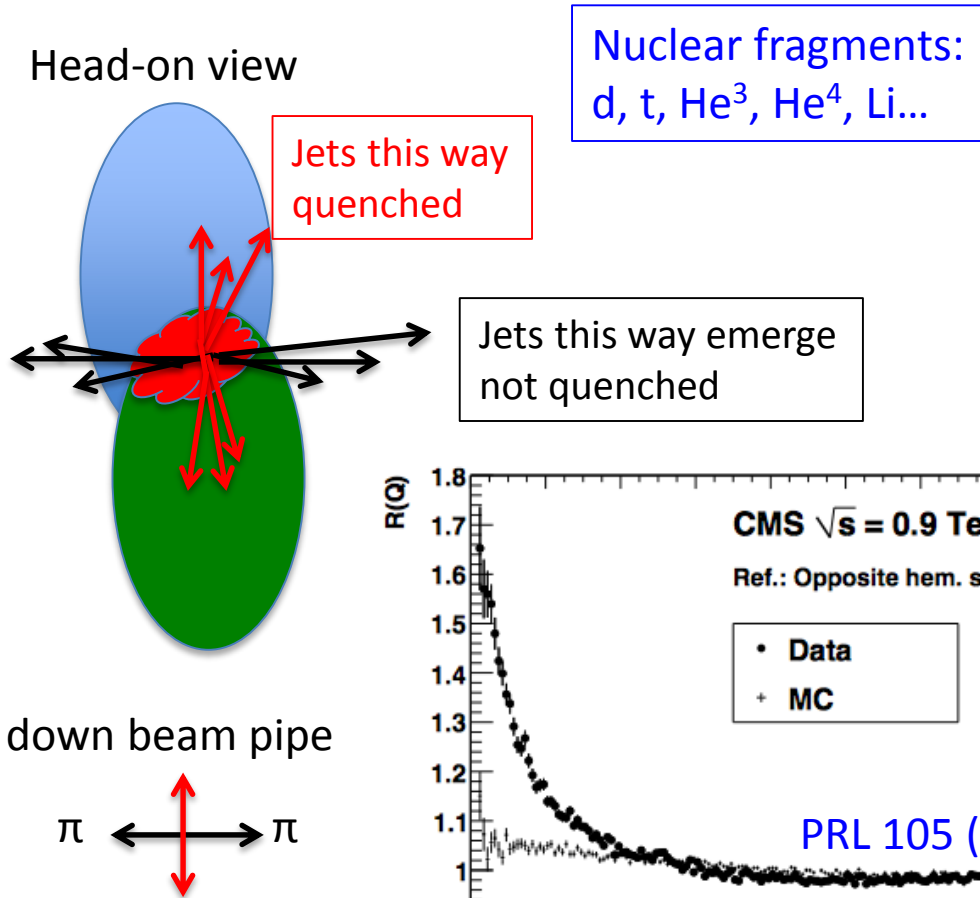 Head-on view
Nuclear fragments:
d, t, He³, He⁴, Li…
Jets this way
quenched
Jets this way emerge
not quenched
down beam pipe
π π
R(Q)
1.8
1.7
1.6
1.5
1.4
1.3
1.2
1.1
1
CMS √s = 0.9 Te
Ref.: Opposite hem. s
Data
MC
PRL 105 (